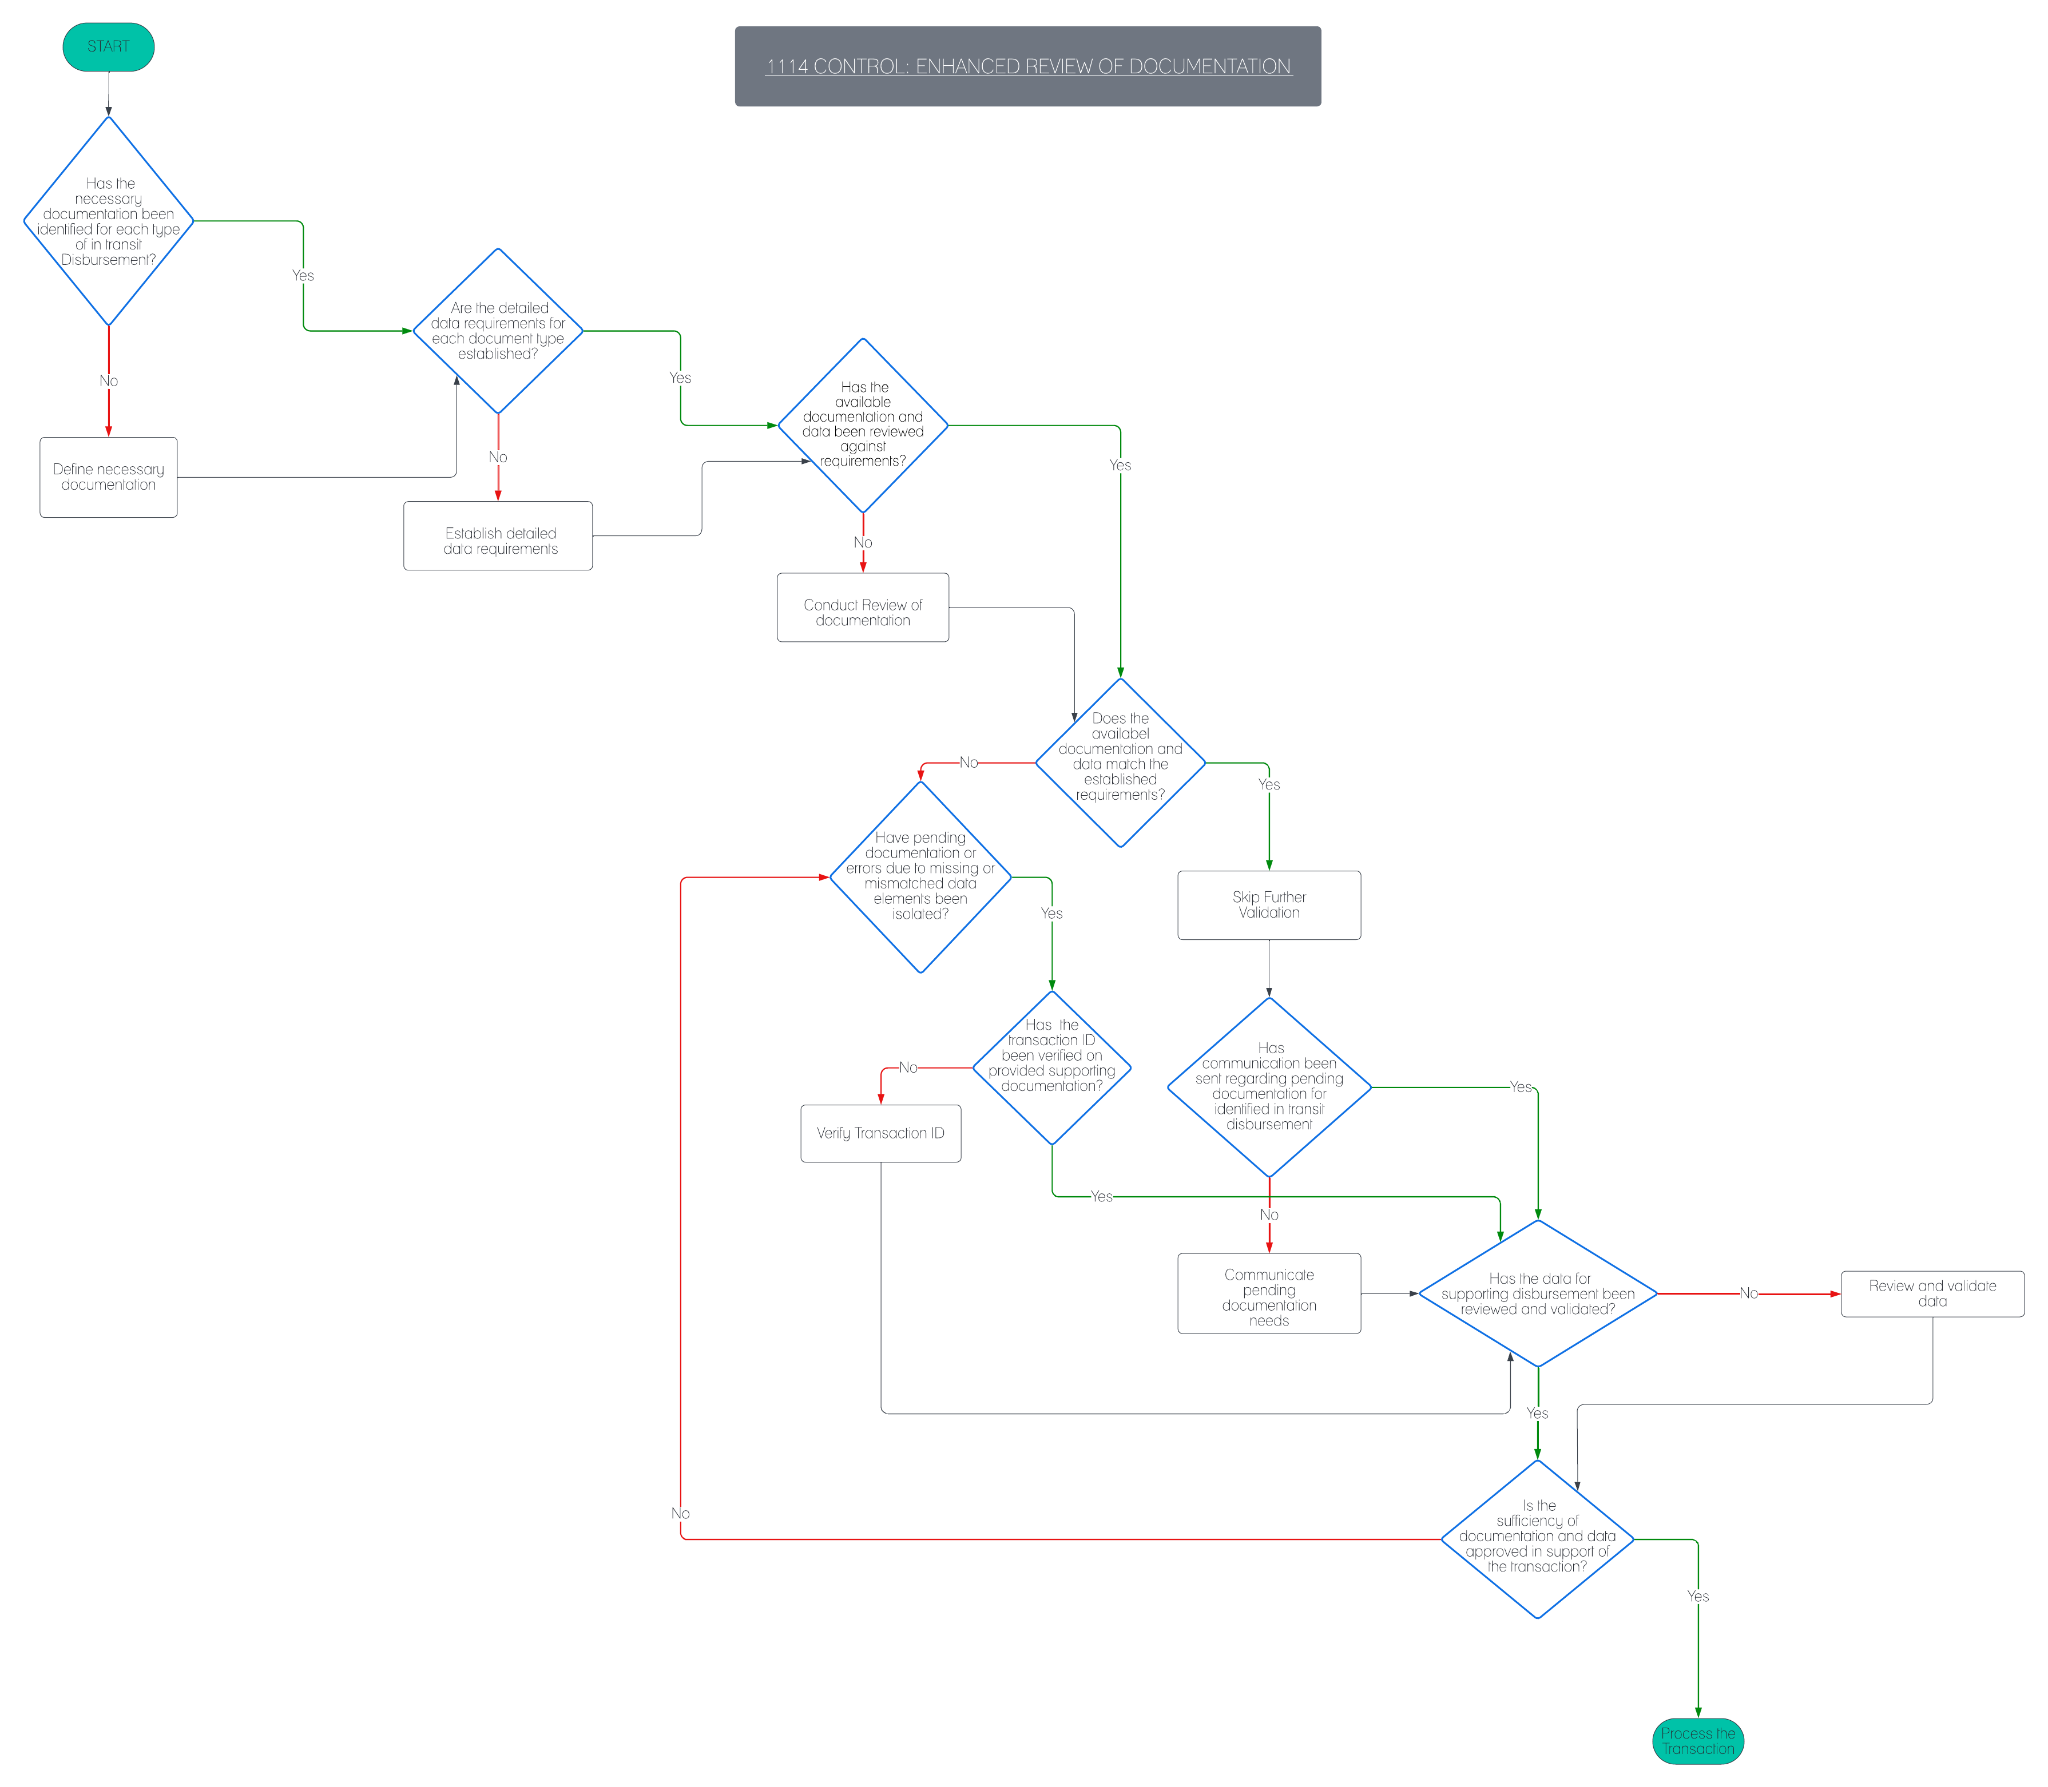 START
1114 CONTROL: ENHANCED REVIEW OF DOCUMENTATION
Has the
necessary
documentation been
identified for each type
of in transit
Disbursement?
Yes
No
Define necessary
documentation
Are the detailed
data requirements for
each document type
established?
Yes
No
Establish detailed
data requirements
Has the
available
documentation and
data been reviewed
against
requirements?
Yes
No
Conduct Review of
documentation
Does the
availabel
documentation and
data match the
established
requirements?
No
Yes
Have pending
documentation or
errors due to missing or
mismatched data
elements been
isolated?
Yes
Skip Further
Validation
Has  the
transaction ID
been verified on
provided supporting
documentation?
No
Yes
Verify Transaction ID
Has
communication been
sent regarding pending
documentation for
identified in transit
disbursement
Yes
No
Communicate
pending
documentation
needs
Has the data for
supporting disbursement been
reviewed and validated?
No
Review and validate
data
Yes
Is the
sufficiency of
documentation and data
approved in support of
the transaction?
No
Yes
Process the
Transaction